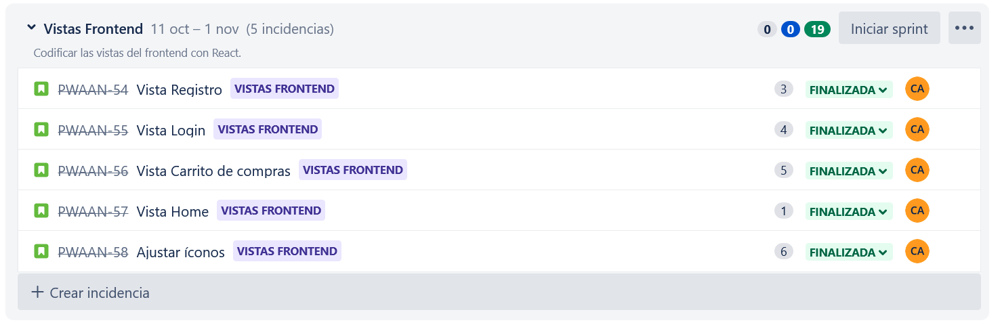 Vistas Frontend 11 oct – 1 nov (5 incidencias) 0 0 19 Iniciar sprint
Codificar las vistas del frontend con React.
PWAAN-54 Vista Registro VISTAS FRONTEND 3 FINALIZADA CA
PWAAN-55 Vista Login VISTAS FRONTEND 4 FINALIZADA CA
PWAAN-56 Vista Carrito de compras VISTAS FRONTEND 5 FINALIZADA CA
PWAAN-57 Vista Home VISTAS FRONTEND 1 FINALIZADA CA
PWAAN-58 Ajustar íconos VISTAS FRONTEND 6 FINALIZADA CA
+ Crear incidencia